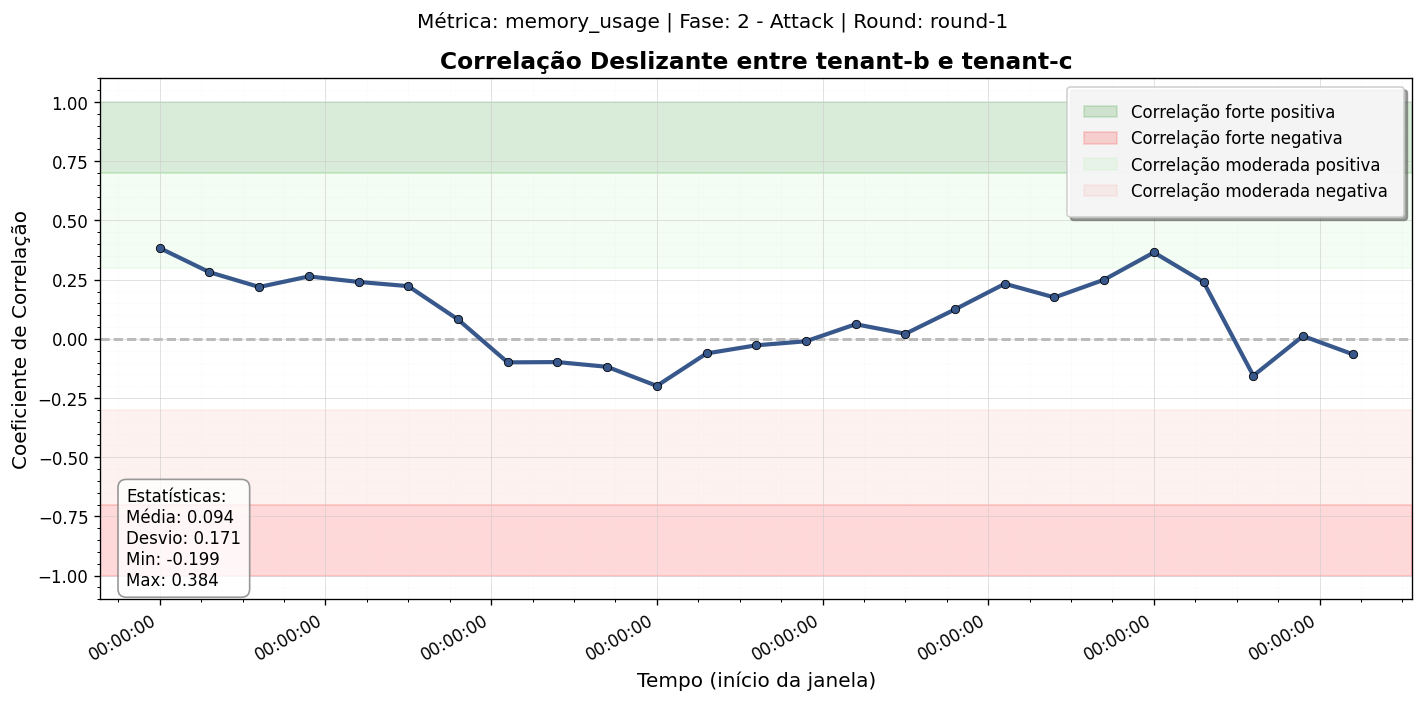 Métrica: memory_usage | Fase: 2 - Attack | Round: round-1
Correlação Deslizante entre tenant-b e tenant-c
Correlação forte positiva
Correlação forte negativa
Correlação moderada positiva
Correlação moderada negativa
Coeficiente de Correlação
1.00
0.75
0.50
0.25
0.00
−0.25
−0.50
−0.75
−1.00
Estatísticas:
Média: 0.094
Desvio: 0.171
Min: -0.199
Max: 0.384
00:00:00
00:00:00
00:00:00
00:00:00
00:00:00
00:00:00
00:00:00
00:00:00
Tempo (início da janela)